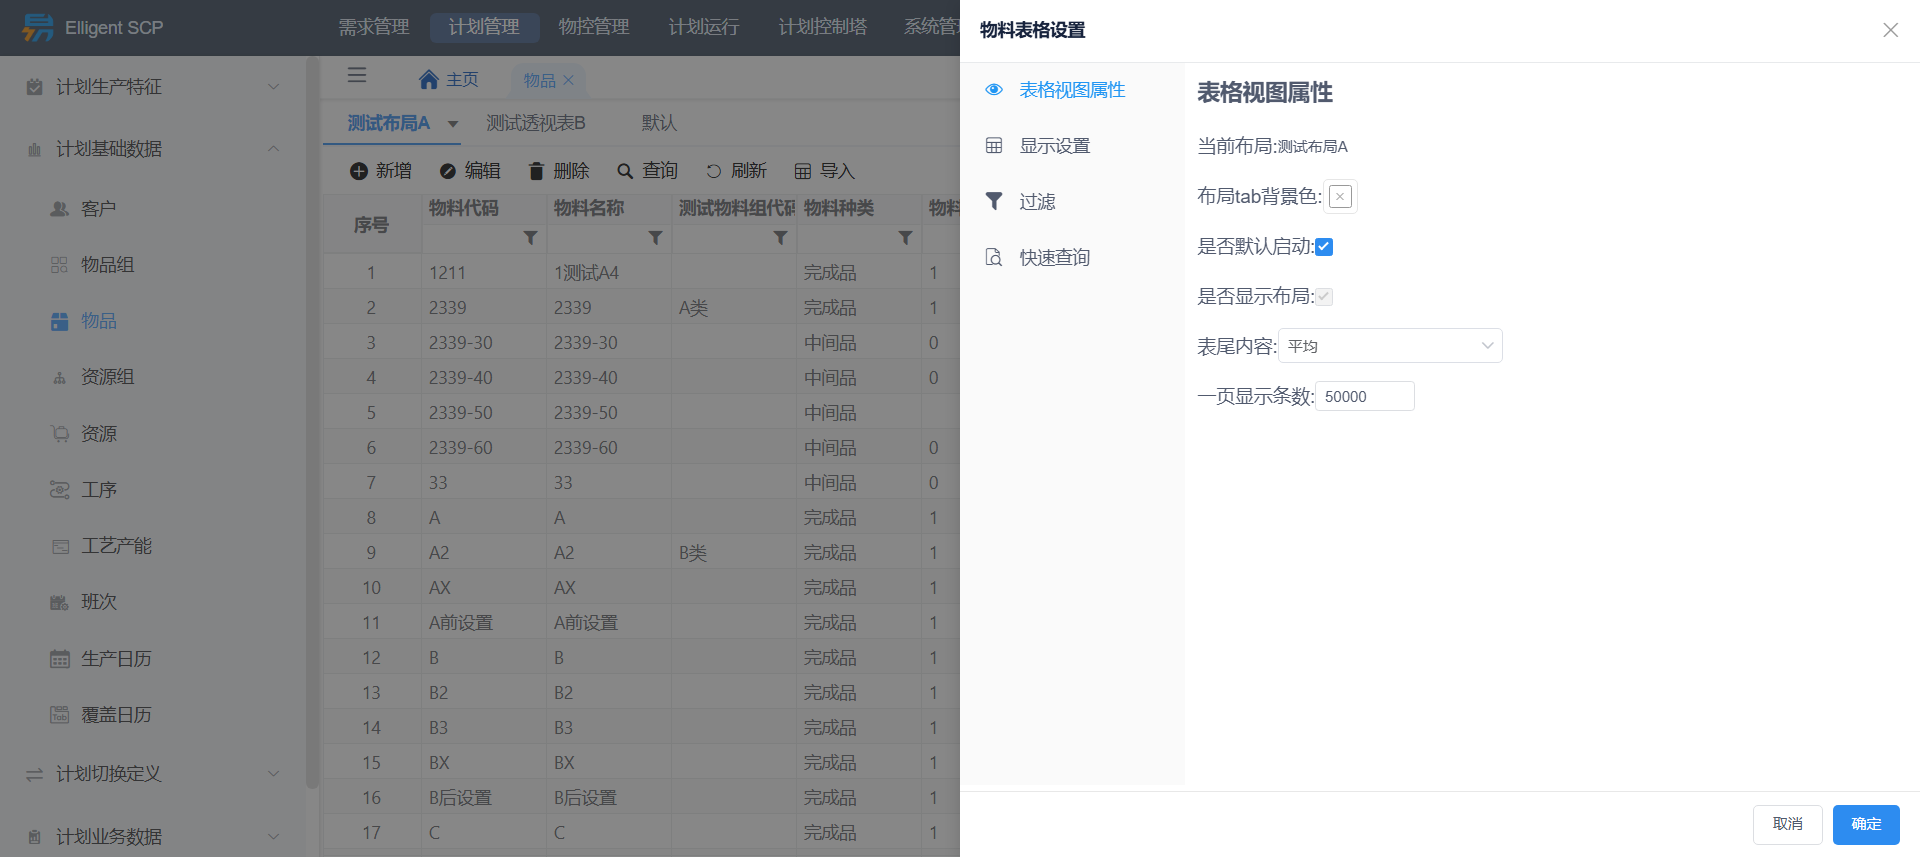 Elligent SCP
需求管理
计划管理
物控管理
计划运行
计划控制塔
系统管
计划生产特征
计划基础数据
客户
物品组
物品
资源组
资源
工序
工艺产能
班次
生产日历
覆盖日历
计划切换定义
计划业务数据
主页
物品
测试布局A
测试透视表B
默认
新增
编辑
删除
查询
刷新
导入
序号 物料代码 物料名称 测试物料组代码 物料种类 物料
1 1211 1测试A4 完成品 1
2 2339 2339 A类 完成品 1
3 2339-30 2339-30 中间品 0
4 2339-40 2339-40 中间品 0
5 2339-50 2339-50 中间品
6 2339-60 2339-60 中间品 0
7 33 33 中间品 0
8 A A 完成品 1
9 A2 A2 B类 完成品 1
10 AX AX 完成品 1
11 A前设置 A前设置 完成品 1
12 B B 完成品 1
13 B2 B2 完成品 1
14 B3 B3 完成品 1
15 BX BX 完成品 1
16 B后设置 B后设置 完成品 1
17 C C 完成品 1
物料表格设置
表格视图属性
显示设置
过滤
快速查询
表格视图属性
当前布局:测试布局A
布局tab背景色:
是否默认启动:
是否显示布局:
表尾内容: 平均
一页显示条数: 50000
取消
确定